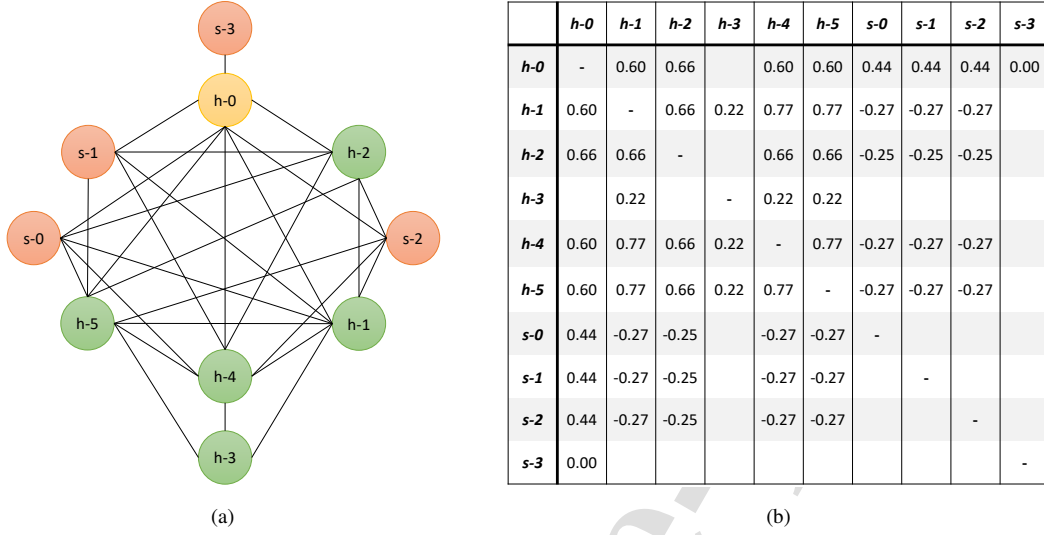 s-3
h-0
s-1
h-2
s-0
s-2
h-5
h-1
h-4
h-3
(a)
h-0 h-1 h-2 h-3 h-4 h-5 s-0 s-1 s-2 s-3
h-0 - 0.60 0.66 0.60 0.60 0.44 0.44 0.44 0.00
h-1 0.60 - 0.66 0.22 0.77 0.77 -0.27 -0.27 -0.27
h-2 0.66 0.66 - 0.66 0.66 -0.25 -0.25 -0.25
h-3 0.22 - 0.22 0.22
h-4 0.60 0.77 0.66 0.22 - 0.77 -0.27 -0.27 -0.27
h-5 0.60 0.77 0.66 0.22 0.77 - -0.27 -0.27 -0.27
s-0 0.44 -0.27 -0.25 -0.27 -0.27 -
s-1 0.44 -0.27 -0.25 -0.27 -0.27 -
s-2 0.44 -0.27 -0.25 -0.27 -0.27 -
s-3 0.00 -
(b)